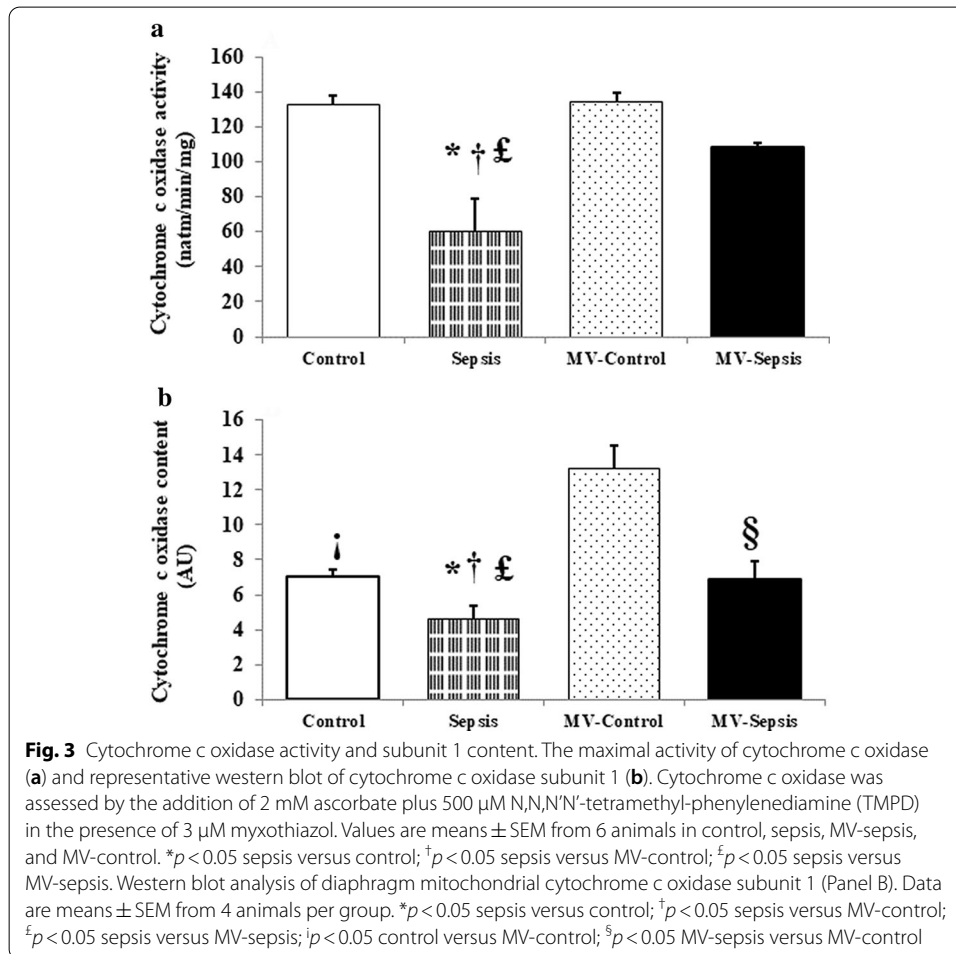 a
Cytochrome c oxidase activity
(natm/min/mg)
160
140
120
100
80
60
40
20
0
* † £
Control
Sepsis
MV-Control
MV-Sepsis
b
Cytochrome c oxidase content
(AU)
16
14
12
10
8
6
4
2
0
¡
* † £
§
Control
Sepsis
MV-Control
MV-Sepsis
Fig. 3 Cytochrome c oxidase activity and subunit 1 content. The maximal activity of cytochrome c oxidase
(a) and representative western blot of cytochrome c oxidase subunit 1 (b). Cytochrome c oxidase was
assessed by the addition of 2 mM ascorbate plus 500 μM N,N,N'N'-tetramethyl-phenylenediamine (TMPD)
in the presence of 3 μM myxothiazol. Values are means ± SEM from 6 animals in control, sepsis, MV-sepsis,
and MV-control. *p < 0.05 sepsis versus control; †p < 0.05 sepsis versus MV-control; £p < 0.05 sepsis versus
MV-sepsis. Western blot analysis of diaphragm mitochondrial cytochrome c oxidase subunit 1 (Panel B). Data
are means ± SEM from 4 animals per group. *p < 0.05 sepsis versus control; †p < 0.05 sepsis versus MV-control;
£p < 0.05 sepsis versus MV-sepsis; ¡p < 0.05 control versus MV-control; §p < 0.05 MV-sepsis versus MV-control